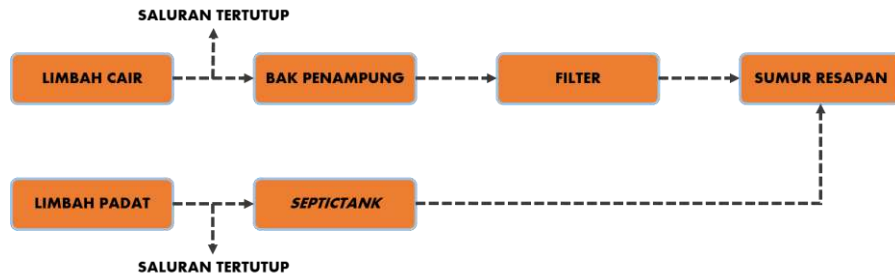 SALURAN TERTUTUP
LIMBAH CAIR
BAK PENAMPUNG
FILTER
SUMUR RESAPAN
LIMBAH PADAT
SEPTICTANK
SALURAN TERTUTUP